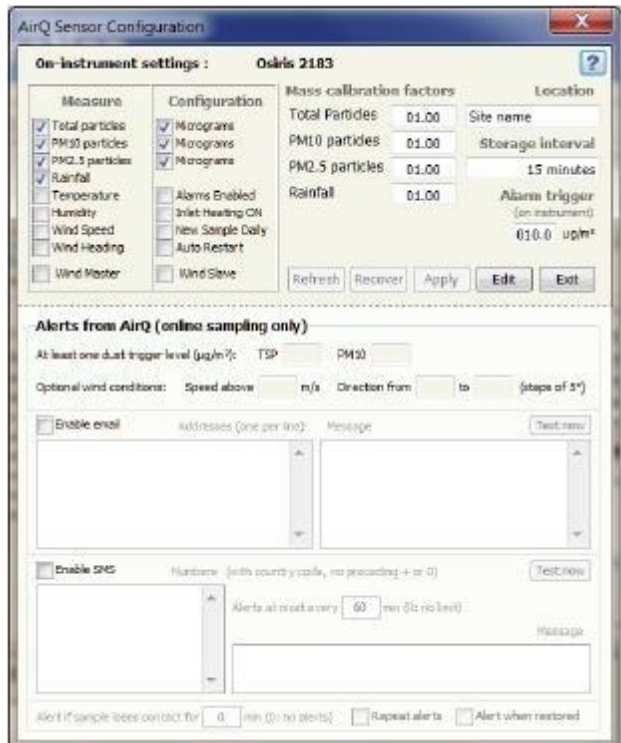 AirQ Sensor Configuration
On-instrument settings : Osiris 2183
Measure
Total particles
PM10 particles
PM2.5 particles
Rainfall
Temperature
Humidity
Wind Speed
Wind Heading
Wind Master
Configuration
Micrograms
Micrograms
Micrograms
Alarms Enabled
Inlet Heating ON
New Sample Daily
Auto Restart
Wind Slave
Mass calibration factors
Total Particles 01.00
PM10 particles 01.00
PM2.5 particles 01.00
Rainfall 01.00
Location
Site name
Storage interval
15 minutes
Alarm trigger
(on instrument)
010.0 µg/m³
Refresh Recover Apply Edit Exit
Alerts from AirQ (online sampling only)
At least one dust trigger level (µg/m³): TSP PM10
Optional wind conditions: Speed above m/s Direction from to (steps of 5°)
Enable email Addresses (one per line) Message Test now
Enable SMS Numbers (with country code, no preceding + or 0) Test now
Alerts at most every 60 min (0: no limit)
Message
Alert if sample loses contact for 0 min (0: no alerts) Repeat alerts Alert when restored